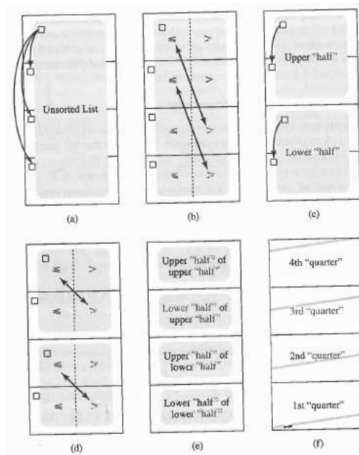 Unsorted List
(a)
≤ >
≤ >
≤ >
≤ >
(b)
Upper “half”
Lower “half”
(c)
≤ >
≤ >
≤ >
≤ >
(d)
Upper “half” of
upper “half”
Lower “half” of
upper “half”
Upper “half” of
lower “half”
Lower “half” of
lower “half”
(e)
4th “quarter”
3rd “quarter”
2nd “quarter”
1st “quarter”
(f)